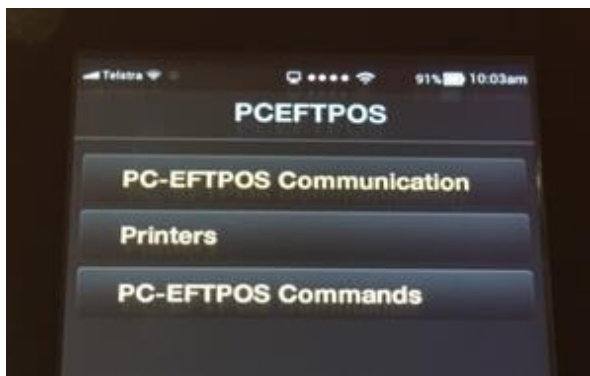 Telstra 91% 10:03am
PCEFTPOS
PC-EFTPOS Communication
Printers
PC-EFTPOS Commands